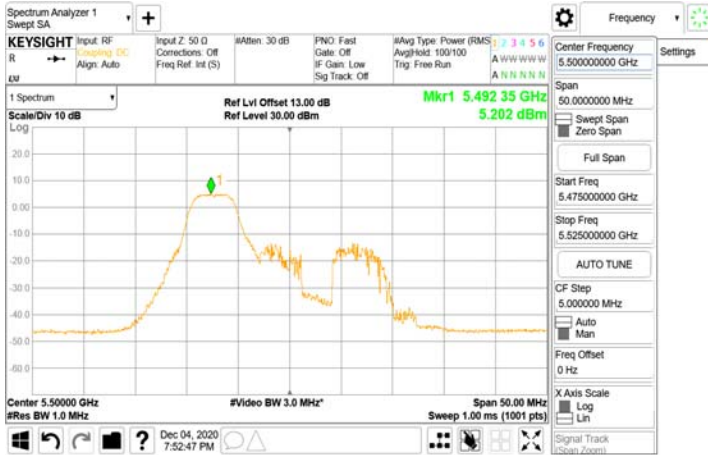 Spectrum Analyzer 1
Swept SA
+
Frequency
KEYSIGHT
R
LXI
Input: RF
Coupling: DC
Align: Auto
Input Z: 50 Ω
Corrections: Off
Freq Ref: Int (S)
#Atten: 30 dB
PNO: Fast
Gate: Off
IF Gain: Low
Sig Track: Off
#Avg Type: Power (RMS
Avg|Hold: 100/100
Trig: Free Run
1 2 3 4 5 6
A W W W W W
A N N N N N
Center Frequency
5.500000000 GHz
Settings
1 Spectrum
Scale/Div 10 dB
Ref Lvl Offset 13.00 dB
Ref Level 30.00 dBm
Mkr1 5.492 35 GHz
5.202 dBm
Log
20.0
10.0
0.00
-10.0
-20.0
-30.0
-40.0
-50.0
-60.0
1
Span
50.0000000 MHz
Swept Span
Zero Span
Full Span
Start Freq
5.475000000 GHz
Stop Freq
5.525000000 GHz
AUTO TUNE
CF Step
5.000000 MHz
Auto
Man
Freq Offset
0 Hz
X Axis Scale
Log
Lin
Signal Track
(Span Zoom)
Center 5.50000 GHz
#Res BW 1.0 MHz
#Video BW 3.0 MHz*
Span 50.00 MHz
Sweep 1.00 ms (1001 pts)
?
Dec 04, 2020
7:52:47 PM